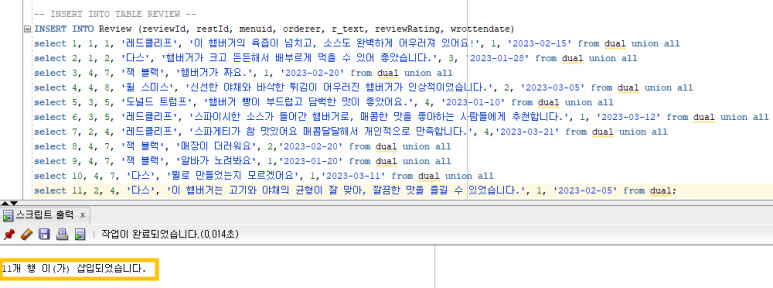 -- INSERT INTO TABLE REVIEW --
INSERT INTO Review (reviewId, restId, menuid, orderer, r_text, reviewRating, wrottendate)
select 1, 1, 1, '레드클리프', '이 햄버거의 육즙이 넘치고, 소스도 완벽하게 어우러져 있어요!', 1, '2023-02-15' from dual union all
select 2, 1, 2, '다스', '햄버거가 크고 든든해서 배부르게 먹을 수 있어 좋았습니다.', 3, '2023-01-28' from dual union all
select 3, 4, 7, '잭 블랙', '햄버거가 짜요.', 1, '2023-02-20' from dual union all
select 4, 4, 8, '윌 스미스', '신선한 야채와 바삭한 튀김이 어우러진 햄버거가 인상적이었습니다.', 2, '2023-03-05' from dual union all
select 5, 3, 5, '도널드 트럼프', '햄버거 빵이 부드럽고 담백한 맛이 좋았어요.', 4, '2023-01-10' from dual union all
select 6, 3, 5, '레드클리프', '스파이시한 소스가 들어간 햄버거로, 매콤한 맛을 좋아하는 사람들에게 추천합니다.', 1, '2023-03-12' from dual union all
select 7, 2, 4, '레드클리프', '스파게티가 참 맛있어요 매콤달달해서 개인적으로 만족합니다.', 4,'2023-03-21' from dual union all
select 8, 4, 7, '잭 블랙', '매장이 더러워요', 2,'2023-02-20' from dual union all
select 9, 4, 7, '잭 블랙', '알바가 노려봐요', 1,'2023-01-20' from dual union all
select 10, 4, 7, '다스', '뭘로 만들었는지 모르겠어요', 1,'2023-03-11' from dual union all
select 11, 2, 4, '다스', '이 햄버거는 고기와 야채의 균형이 잘 맞아, 깔끔한 맛을 즐길 수 있었습니다.', 1, '2023-02-05' from dual;
스크립트 출력 x
작업이 완료되었습니다.(0,014초)
11개 행 이(가) 삽입되었습니다.